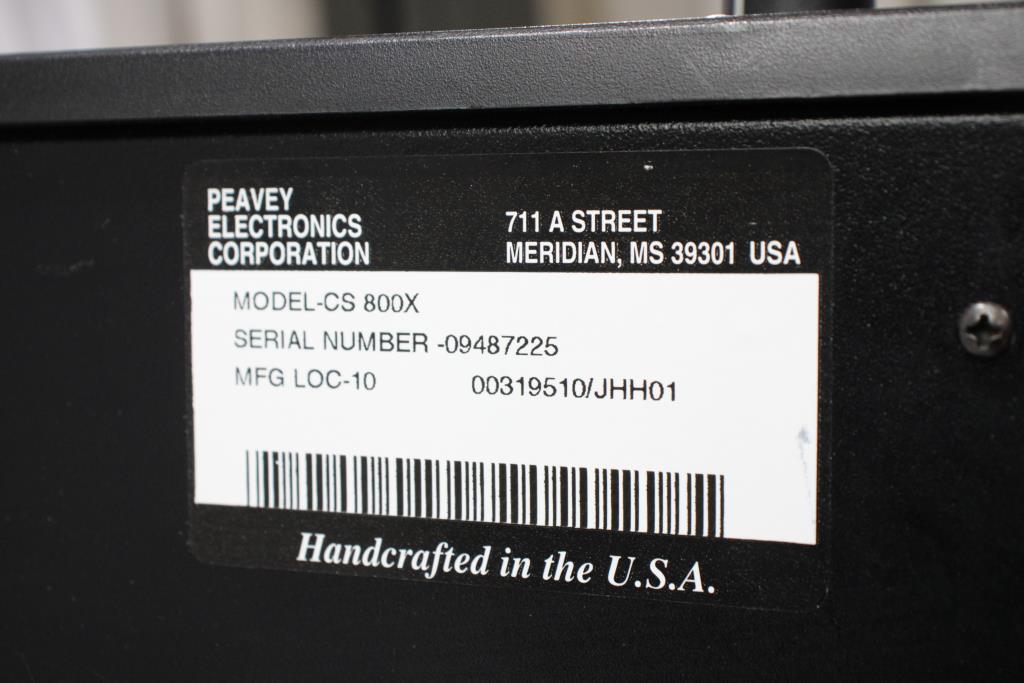 PEAVEY
ELECTRONICS
CORPORATION
711 A STREET
MERIDIAN, MS 39301 USA
MODEL-CS 800X
SERIAL NUMBER -09487225
MFG LOC-10 00319510/JHH01
Handcrafted in the U.S.A.